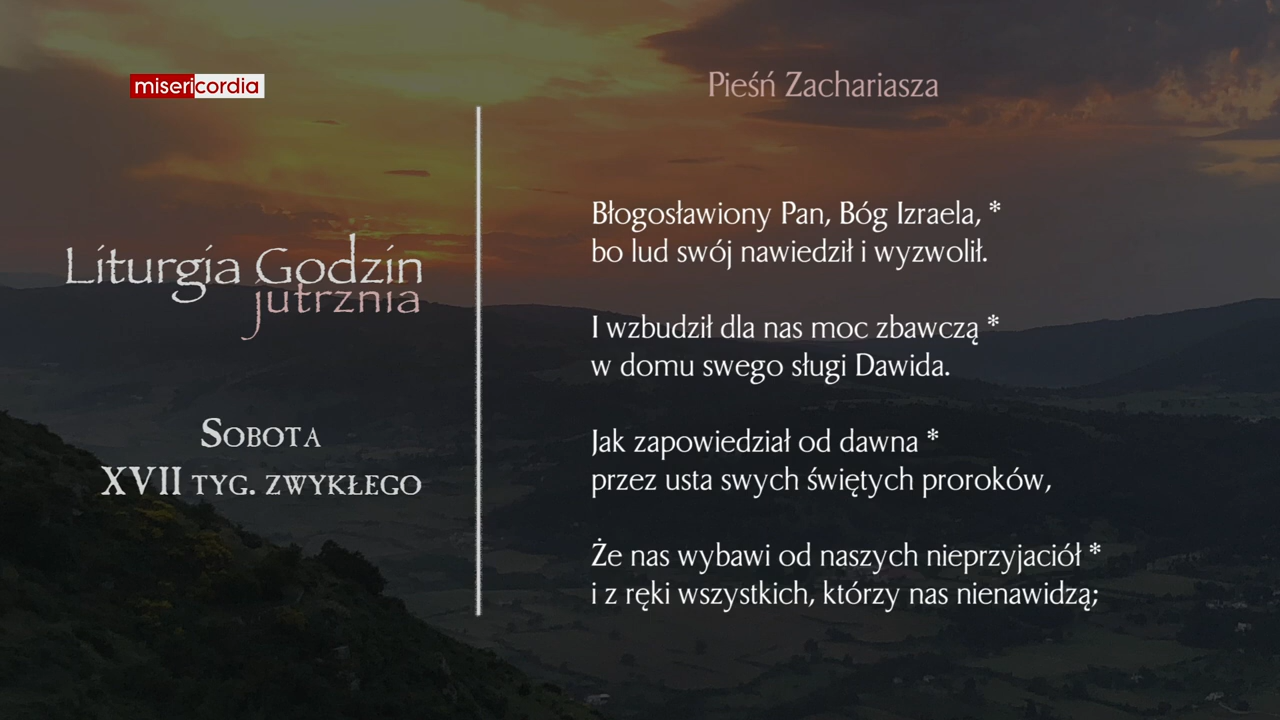 misericordia
Liturgia Godzin
jutrznia
Sobota
XVII tyg. zwykłego
Pieśń Zachariasza
Błogosławiony Pan, Bóg Izraela, *
bo lud swój nawiedził i wyzwolił.
I wzbudził dla nas moc zbawczą *
w domu swego sługi Dawida.
Jak zapowiedział od dawna *
przez usta swych świętych proroków,
Że nas wybawi od naszych nieprzyjaciół *
i z ręki wszystkich, którzy nas nienawidzą;